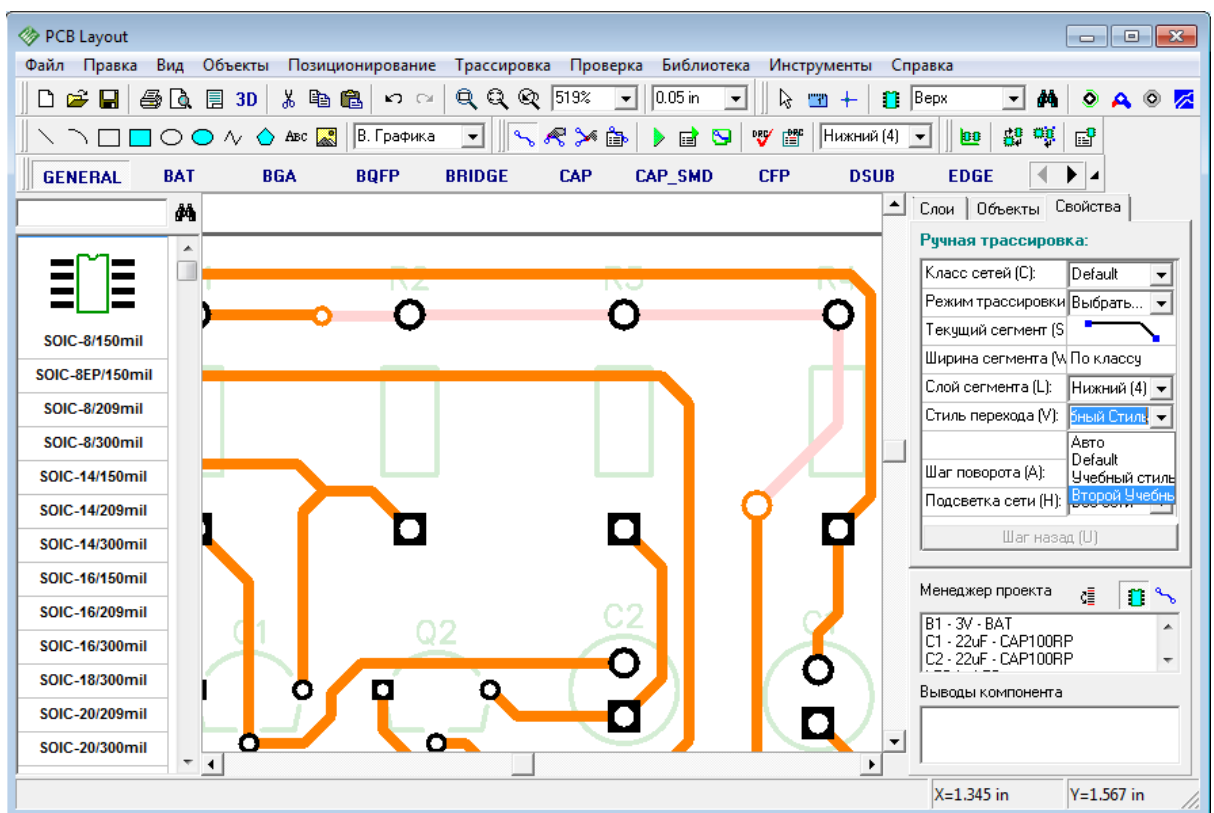 PCB Layout
Файл Правка Вид Объекты Позиционирование Трассировка Проверка Библиотека Инструменты Справка
3D 519% 0.05 in Верх
ABC В. Графика DRC DRC Нижний (4)
GENERAL BAT BGA BQFP BRIDGE CAP CAP_SMD CFP DSUB EDGE
Слои Объекты Свойства
Ручная трассировка:
Класс сетей (C): Default
Режим трассировки Выбрать...
Текущий сегмент (S
Ширина сегмента (W По классу
Слой сегмента (L): Нижний (4)
Стиль перехода (V): бный Стиль
Авто
Default
Шаг поворота (A): Учебный стиль
Подсветка сети (H): Второй Учебнь
Шаг назад (U)
Менеджер проекта
B1 - 3V - BAT
C1 - 22uF - CAP100RP
C2 - 22uF - CAP100RP
Выводы компонента
SOIC-8/150mil
SOIC-8EP/150mil
SOIC-8/209mil
SOIC-8/300mil
SOIC-14/150mil
SOIC-14/209mil
SOIC-14/300mil
SOIC-16/150mil
SOIC-16/209mil
SOIC-16/300mil
SOIC-18/300mil
SOIC-20/209mil
SOIC-20/300mil
R2 R3 R4
C2 C1
Q1 Q2
X=1.345 in Y=1.567 in